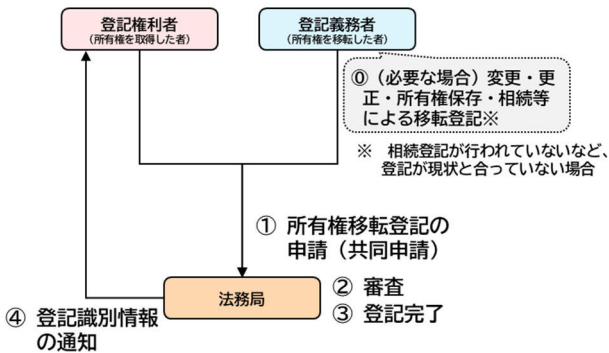 登記権利者
(所有権を取得した者)
登記義務者
(所有権を移転した者)
⓪(必要な場合)変更・更
正・所有権保存・相続等
による移転登記※
※ 相続登記が行われていないなど、
登記が現状と合っていない場合
① 所有権移転登記の
申請(共同申請)
法務局
② 審査
③ 登記完了
④ 登記識別情報
の通知